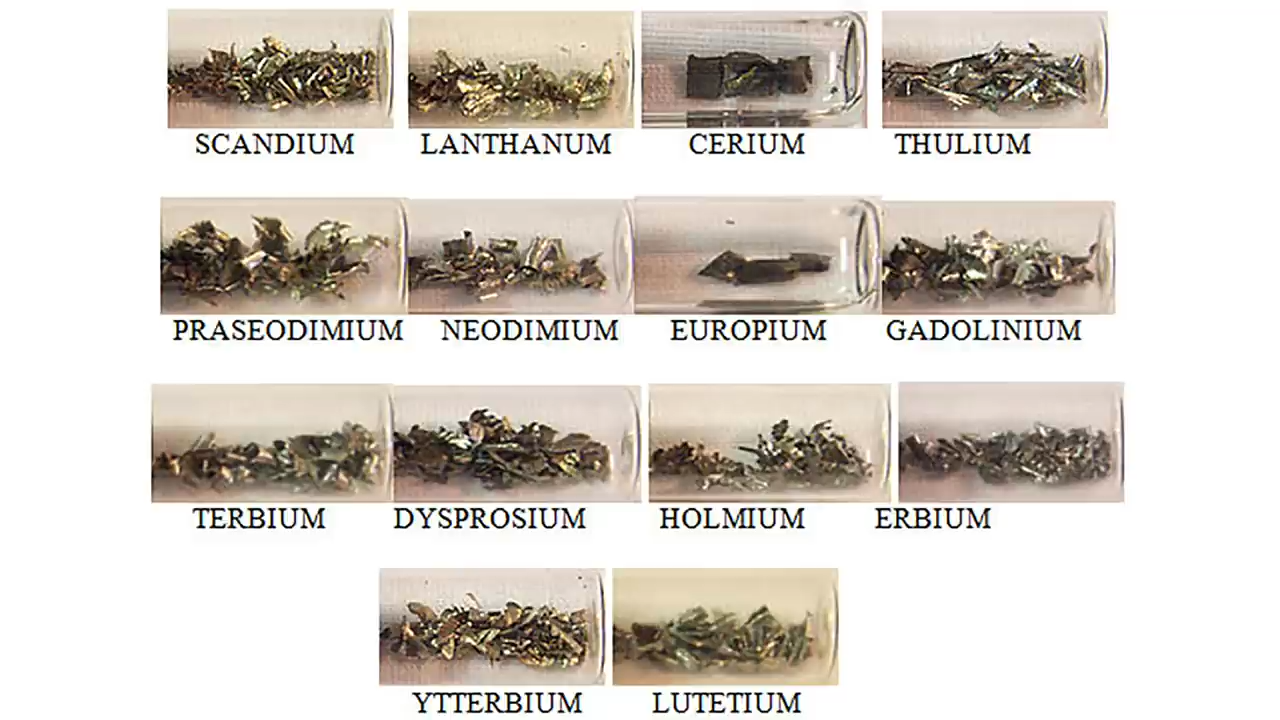 SCANDIUM LANTHANUM CERIUM THULIUM
PRASEODIMIUM NEODIMIUM EUROPIUM GADOLINIUM
TERBIUM DYSPROSIUM HOLMIUM ERBIUM
YTTERBIUM LUTETIUM